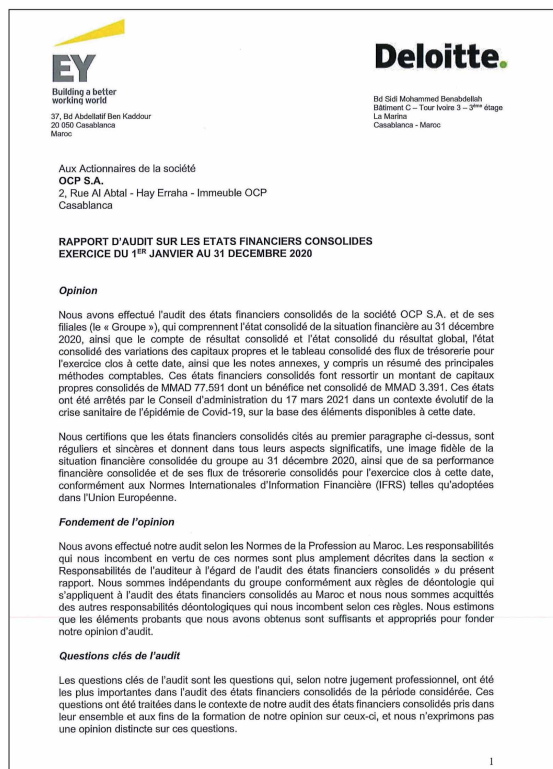 EY
Building a better
working world
37, Bd Abdellatif Ben Kaddour
20 050 Casablanca
Maroc
Deloitte.
Bd Sidi Mohammed Benabdellah
Bâtiment C – Tour Ivoire 3 – 3ème étage
La Marina
Casablanca - Maroc
Aux Actionnaires de la société
OCP S.A.
2, Rue Al Abtal - Hay Erraha - Immeuble OCP
Casablanca
RAPPORT D'AUDIT SUR LES ETATS FINANCIERS CONSOLIDES
EXERCICE DU 1ER JANVIER AU 31 DECEMBRE 2020
Opinion
Nous avons effectué l'audit des états financiers consolidés de la société OCP S.A. et de ses
filiales (le « Groupe »), qui comprennent l'état consolidé de la situation financière au 31 décembre
2020, ainsi que le compte de résultat consolidé et l'état consolidé du résultat global, l'état
consolidé des variations des capitaux propres et le tableau consolidé des flux de trésorerie pour
l'exercice clos à cette date, ainsi que les notes annexes, y compris un résumé des principales
méthodes comptables. Ces états financiers consolidés font ressortir un montant de capitaux
propres consolidés de MMAD 77.591 dont un bénéfice net consolidé de MMAD 3.391. Ces états
ont été arrêtés par le Conseil d'administration du 17 mars 2021 dans un contexte évolutif de la
crise sanitaire de l'épidémie de Covid-19, sur la base des éléments disponibles à cette date.
Nous certifions que les états financiers consolidés cités au premier paragraphe ci-dessus, sont
réguliers et sincères et donnent dans tous leurs aspects significatifs, une image fidèle de la
situation financière consolidée du groupe au 31 décembre 2020, ainsi que de sa performance
financière consolidée et de ses flux de trésorerie consolidés pour l'exercice clos à cette date,
conformément aux Normes Internationales d'Information Financière (IFRS) telles qu'adoptées
dans l'Union Européenne.
Fondement de l'opinion
Nous avons effectué notre audit selon les Normes de la Profession au Maroc. Les responsabilités
qui nous incombent en vertu de ces normes sont plus amplement décrites dans la section «
Responsabilités de l'auditeur à l'égard de l'audit des états financiers consolidés » du présent
rapport. Nous sommes indépendants du groupe conformément aux règles de déontologie qui
s'appliquent à l'audit des états financiers consolidés au Maroc et nous nous sommes acquittés
des autres responsabilités déontologiques qui nous incombent selon ces règles. Nous estimons
que les éléments probants que nous avons obtenus sont suffisants et appropriés pour fonder
notre opinion d'audit.
Questions clés de l'audit
Les questions clés de l'audit sont les questions qui, selon notre jugement professionnel, ont été
les plus importantes dans l'audit des états financiers consolidés de la période considérée. Ces
questions ont été traitées dans le contexte de notre audit des états financiers consolidés pris dans
leur ensemble et aux fins de la formation de notre opinion sur ceux-ci, et nous n'exprimons pas
une opinion distincte sur ces questions.
1